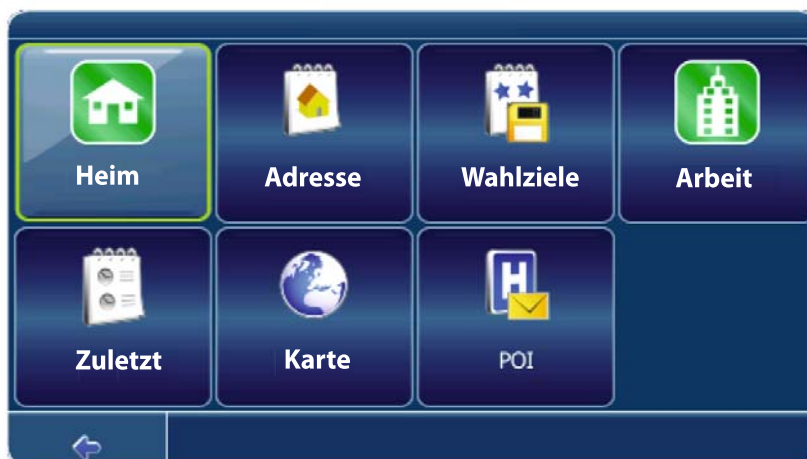 Heim
Adresse
Wahlziele
Arbeit
Zuletzt
Karte
H
POI